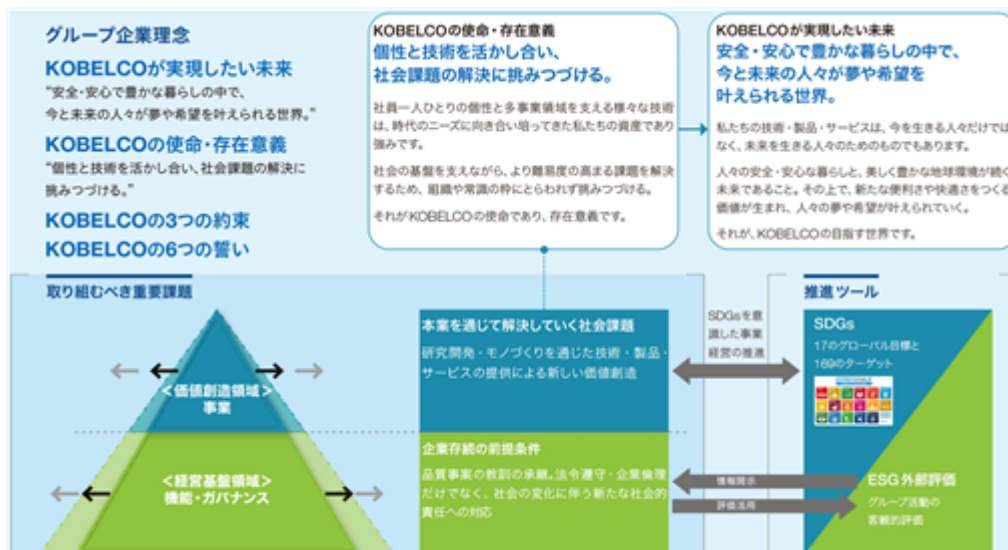 グループ企業理念
KOBELCOが実現したい未来
“安全・安心で豊かな暮らしの中で、
今と未来の人々が夢や希望を叶えられる世界。”
KOBELCOの使命・存在意義
“個性と技術を活かし合い、社会課題の解決に
挑みつづける。”
KOBELCOの3つの約束
KOBELCOの6つの誓い
KOBELCOの使命・存在意義
個性と技術を活かし合い、
社会課題の解決に挑みつづける。
社員一人ひとりの個性と多事業領域を支える様々な技術
は、時代のニーズに向き合い培ってきた私たちの資産であり
強みです。
社会の基盤を支えながら、より難易度の高まる課題を解決
するため、組織や常識の枠にとらわれず挑みつづける。
それがKOBELCOの使命であり、存在意義です。
KOBELCOが実現したい未来
安全・安心で豊かな暮らしの中で、
今と未来の人々が夢や希望を
叶えられる世界。
私たちの技術・製品・サービスは、今を生きる人だけでは
なく、未来を生きる人々のためのものでもあります。
人々の安全・安心な暮らしと、美しく豊かな地球環境が続く
未来であること。その上で、新たな便利さや快適さをつくる
価値が生まれ、人々の夢や希望が叶えられていく。
それが、KOBELCOの目指す世界です。
取り組むべき重要課題
<価値創造領域>
事業
<経営基盤領域>
機能・ガバナンス
本業を通じて解決していく社会課題
研究開発・モノづくりを通じた技術・製品・
サービスの提供による新しい価値創造
企業存続の前提条件
品質事案の教訓の承継。法令遵守・企業倫理
だけでなく、社会の変化に伴う新たな社会的
責任への対応
SDGsを意
識した事業
経営の推進
情報開示
評価活用
推進ツール
SDGs
17のグローバル目標と
169のターゲット
ESG外部評価
グループ活動の
客観的評価